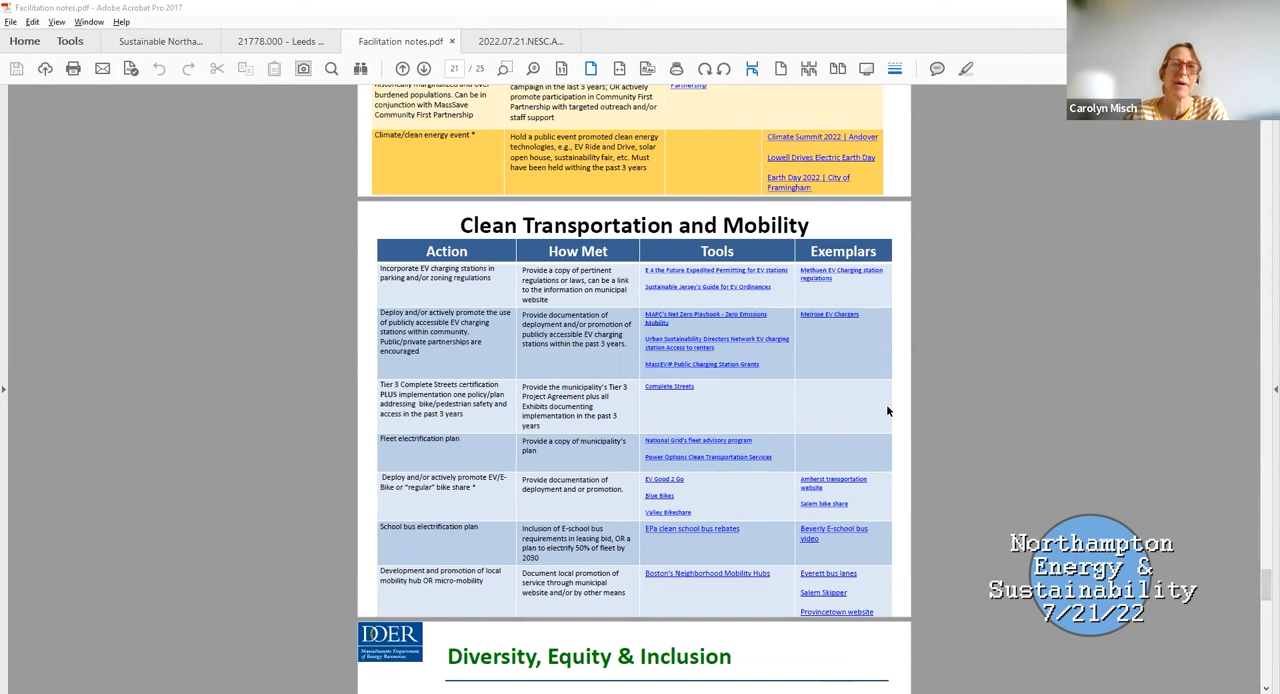 Facilitation notes.pdf - Adobe Acrobat Pro 2017
File Edit View Window Help
Home Tools Sustainable Northa... 21778.000 - Leeds ... Facilitation notes.pdf × 2022.07.21.NESC.A...
21 / 25
Carolyn Misch
historically marginalized and over
burdened populations. Can be in
conjunction with MassSave
Community First Partnership
campaign in the last 3 years; OR actively
promote participation in Community First
Partnership with targeted outreach and/or
staff support
Partnership
Climate/clean energy event *
Hold a public event promoted clean energy
technologies, e.g., EV Ride and Drive, solar
open house, sustainability fair, etc. Must
have been held withing the past 3 years
Climate Summit 2022 | Andover
Lowell Drives Electric Earth Day
Earth Day 2022 | City of
Framingham
Clean Transportation and Mobility
Action How Met Tools Exemplars
Incorporate EV charging stations in
parking and/or zoning regulations
Provide a copy of pertinent
regulations or laws, can be a link
to the information on municipal
website
E 4 the Future Expedited Permitting for EV stations
Sustainable Jersey's Guide for EV Ordinances
Methuen EV Charging station
regulations
Deploy and/or actively promote the use
of publicly accessible EV charging
stations within community.
Public/private partnerships are
encouraged
Provide documentation of
deployment and/or promotion of
publicly accessible EV charging
stations within the past 3 years.
MAPC's Net Zero Playbook - Zero Emissions
Mobility
Urban Sustainability Directors Network EV charging
station Access to renters
MassEVIP Public Charging Station Grants
Melrose EV Chargers
Tier 3 Complete Streets certification
PLUS implementation one policy/plan
addressing bike/pedestrian safety and
access in the past 3 years
Provide the municipality's Tier 3
Project Agreement plus all
Exhibits documenting
implementation in the past 3
years
Complete Streets
Fleet electrification plan
Provide a copy of municipality's
plan
National Grid's fleet advisory program
Power Options Clean Transportation Services
Deploy and/or actively promote EV/E-
Bike or "regular" bike share *
Provide documentation of
deployment and or promotion.
EV Good 2 Go
Blue Bikes
Valley Bikeshare
Amherst transportation
website
Salem bike share
School bus electrification plan
Inclusion of E-school bus
requirements in leasing bid, OR a
plan to electrify 50% of fleet by
2030
EPa clean school bus rebates
Beverly E-school bus
video
Development and promotion of local
mobility hub OR micro-mobility
Document local promotion of
service through municipal
website and/or by other means
Boston's Neighborhood Mobility Hubs
Everett bus lanes
Salem Skipper
Provincetown website
DOER
Massachusetts Department
of Energy Resources
Diversity, Equity & Inclusion
Northampton
Energy &
Sustainability
7/21/22